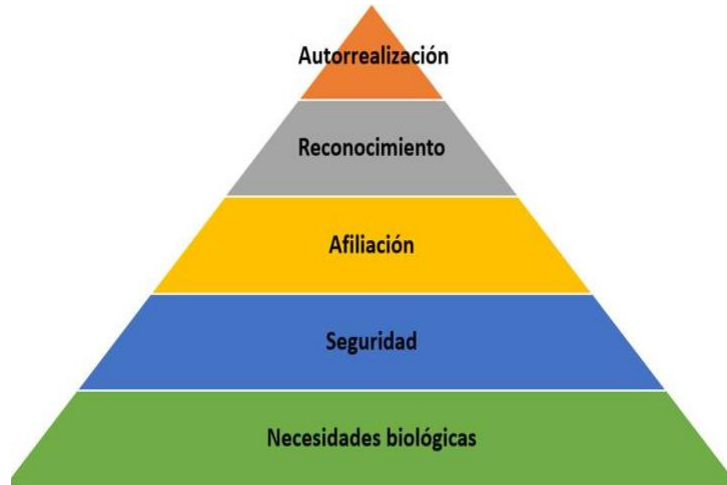 Autorrealización
Reconocimiento
Afiliación
Seguridad
Necesidades biológicas